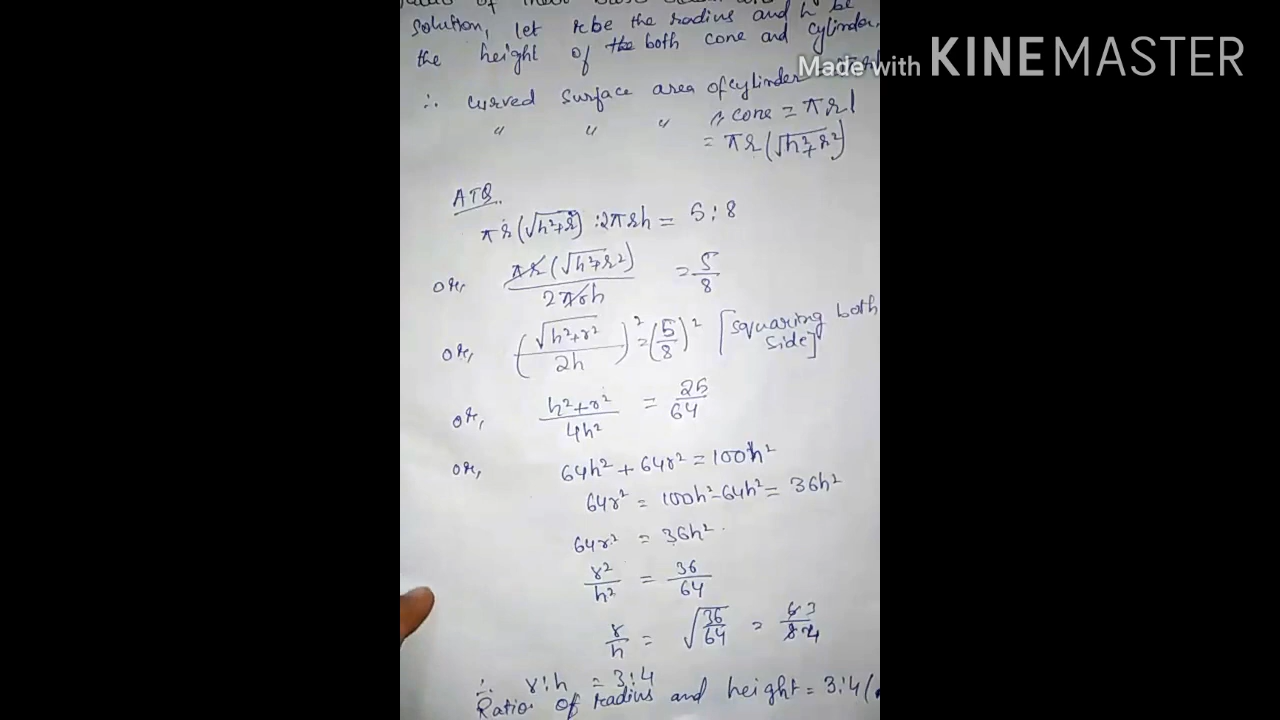 Solution, let r be the radius and h be
the height of the both cone and cylinder.
Made with KINEMASTER
∴ curved surface area of cylinder
" " " " cone = πrl
= πr(√h²+r²)
ATQ.
πr(√h²+r²) : 2πrh = 5 : 8
or, πr(√h²+r²)/2πrh = 5/8
or, (√h²+r²/2h)² = (5/8)² [squaring both side]
or, h²+r²/4h² = 25/64
or, 64h² + 64r² = 100h²
64r² = 100h² - 64h² = 36h²
64r² = 36h²
r²/h² = 36/64
r/h = √36/64 = 6/8 3/4
∴ r:h = 3:4
Ratio of radius and height = 3:4